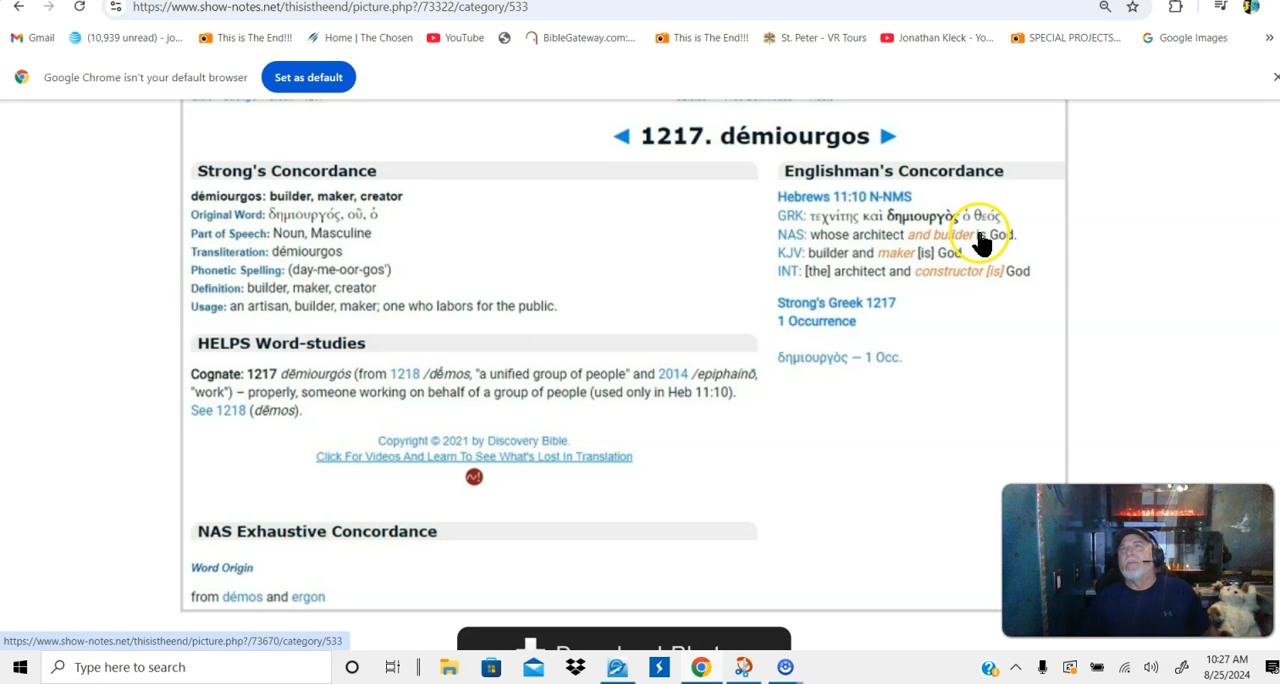 https://www.show-notes.net/thisistheend/picture.php?/73322/category/533
Gmail
(10,939 unread) - jo...
This is The End!!!
Home | The Chosen
YouTube
BibleGateway.com:...
This is The End!!!
St. Peter - VR Tours
Jonathan Kleck - Yo...
SPECIAL PROJECTS...
Google Images
»
Google Chrome isn't your default browser
Set as default
◄ 1217. démiourgos ►
Strong's Concordance
démiourgos: builder, maker, creator
Original Word: δημιουργός, οῦ, ὁ
Part of Speech: Noun, Masculine
Transliteration: démiourgos
Phonetic Spelling: (day-me-oor-gos')
Definition: builder, maker, creator
Usage: an artisan, builder, maker; one who labors for the public.
HELPS Word-studies
Cognate: 1217 dēmiourgós (from 1218 /dḗmos, "a unified group of people" and 2014 /epiphaínō,
"work") – properly, someone working on behalf of a group of people (used only in Heb 11:10).
See 1218 (dēmos).
Copyright © 2021 by Discovery Bible.
Click For Videos And Learn To See What's Lost In Translation
NAS Exhaustive Concordance
Word Origin
from démos and ergon
Englishman's Concordance
Hebrews 11:10 N-NMS
GRK: τεχνίτης καὶ δημιουργὸς ὁ θεός
NAS: whose architect and builder is God.
KJV: builder and maker [is] God.
INT: [the] architect and constructor [is] God
Strong's Greek 1217
1 Occurrence
δημιουργὸς — 1 Occ.
https://www.show-notes.net/thisistheend/picture.php?/73670/category/533
Type here to search
10:27 AM
8/25/2024